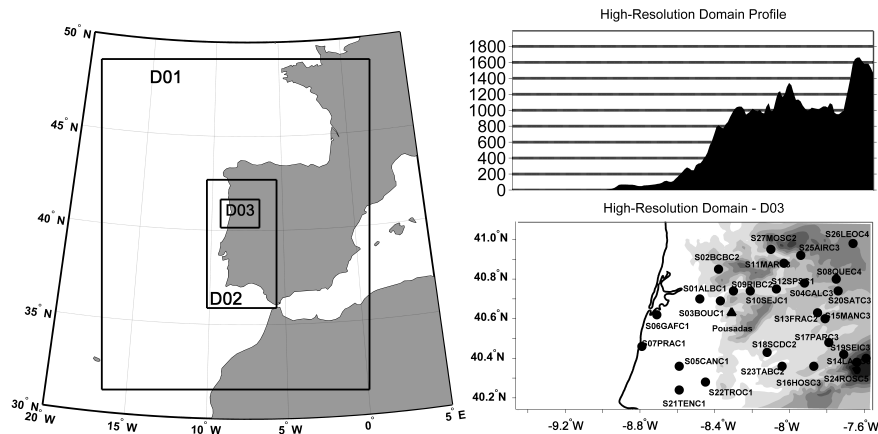 50° N
45° N
40° N
35° N
30° N
20° W
15° W
10° W
5° W
0°
5° E
D01
D03
D02
High-Resolution Domain Profile
1800
1600
1400
1200
1000
800
600
400
200
0
High-Resolution Domain - D03
41.0°N
40.8°N
40.6°N
40.4°N
40.2°N
S26LEOC4
S27MOSC2
S25AIRC3
S02BCBC2
S08QUEC4
S01ALBC1
S09RIBC2
S12SPSC1
S04CALC3
S10SEJC1
S20SATC3
S03BOUC1
S13FRAC2
S15MANC3
S06GAFC1
Pousadas
S17PARC3
S07PRAC1
S18SCDC2
S19SEIC3
S05CANC1
S23TABC2
S24ROSC5
S16HOSC3
S22TROC1
S21TENC1
-9.2°W
-8.8°W
-8.4°W
-8°W
-7.6°W